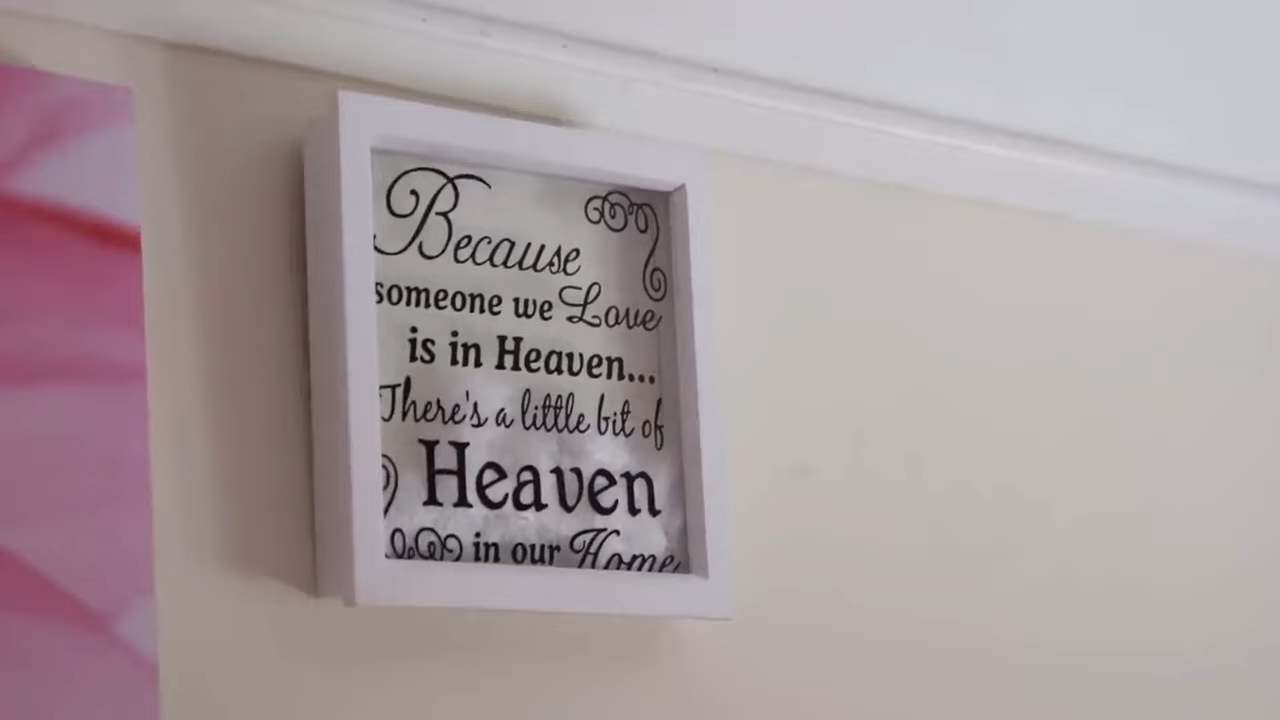 Because
someone we Love
is in Heaven...
There's a little bit of
Heaven
in our Home